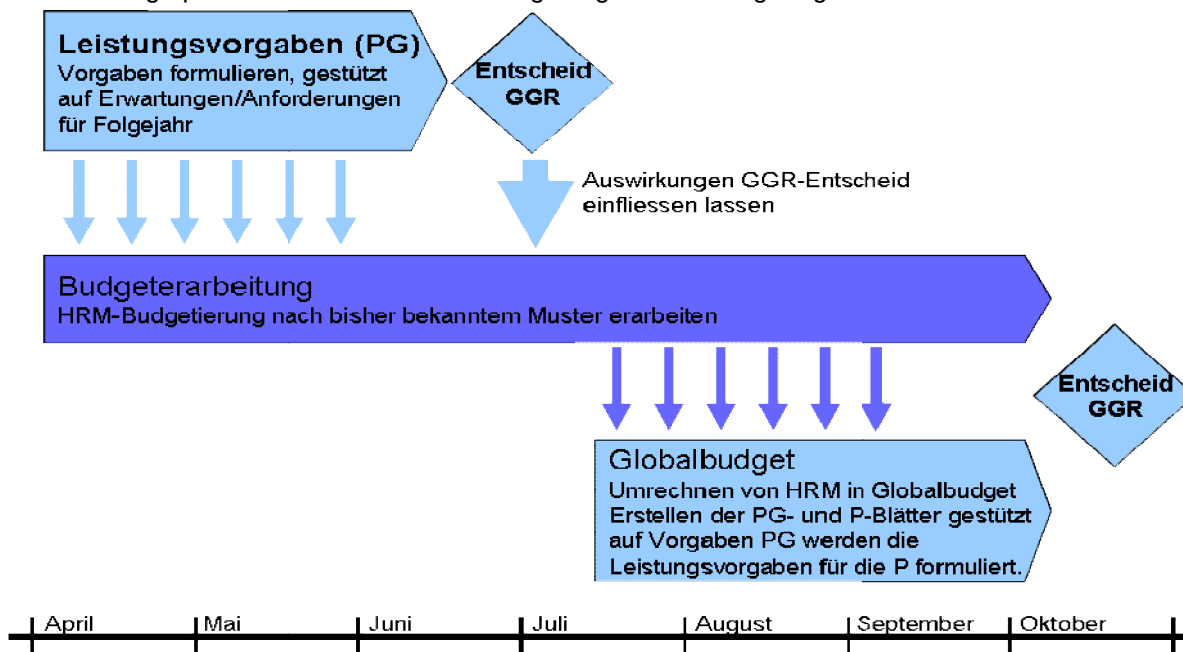 Leistungsvorgaben (PG)
Vorgaben formulieren, gestützt
auf Erwartungen/Anforderungen
für Folgejahr
Entscheid
GGR
Auswirkungen GGR-Entscheid
einfliessen lassen
Budgeterarbeitung
HRM-Budgetierung nach bisher bekanntem Muster erarbeiten
Entscheid
GGR
Globalbudget
Umrechnen von HRM in Globalbudget
Erstellen der PG- und P-Blätter gestützt
auf Vorgaben PG werden die
Leistungsvorgaben für die P formuliert.
April Mai Juni Juli August September Oktober